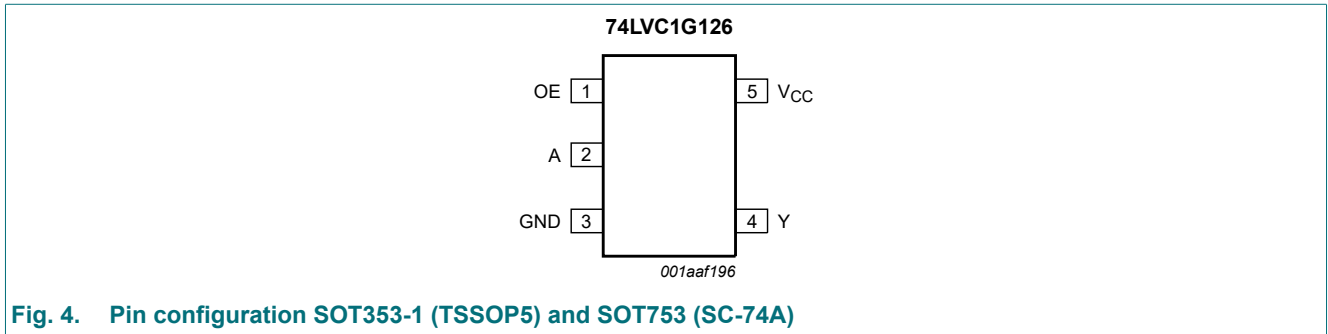 74LVC1G126
OE 1 5 VCC
A 2
GND 3 4 Y
001aaf196
Fig. 4. Pin configuration SOT353-1 (TSSOP5) and SOT753 (SC-74A)